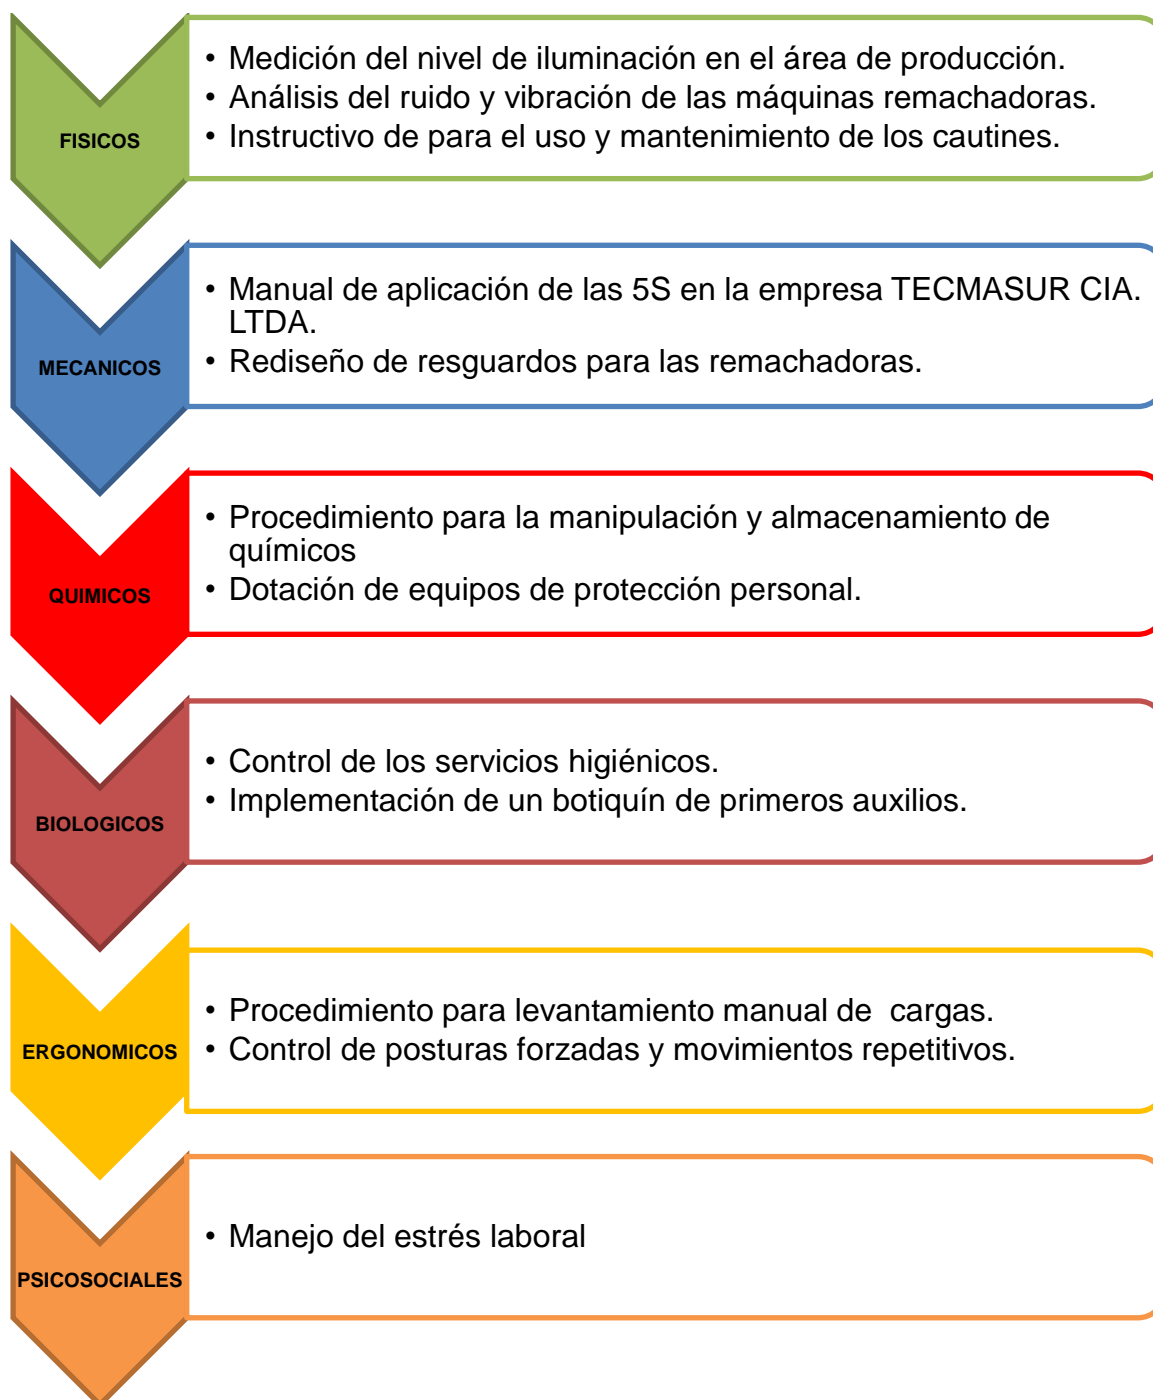 FISICOS
• Medición del nivel de iluminación en el área de producción.
• Análisis del ruido y vibración de las máquinas remachadoras.
• Instructivo de para el uso y mantenimiento de los cautines.
MECANICOS
• Manual de aplicación de las 5S en la empresa TECMASUR CIA.
LTDA.
• Rediseño de resguardos para las remachadoras.
QUIMICOS
• Procedimiento para la manipulación y almacenamiento de
químicos
• Dotación de equipos de protección personal.
BIOLOGICOS
• Control de los servicios higiénicos.
• Implementación de un botiquín de primeros auxilios.
ERGONOMICOS
• Procedimiento para levantamiento manual de  cargas.
• Control de posturas forzadas y movimientos repetitivos.
PSICOSOCIALES
• Manejo del estrés laboral